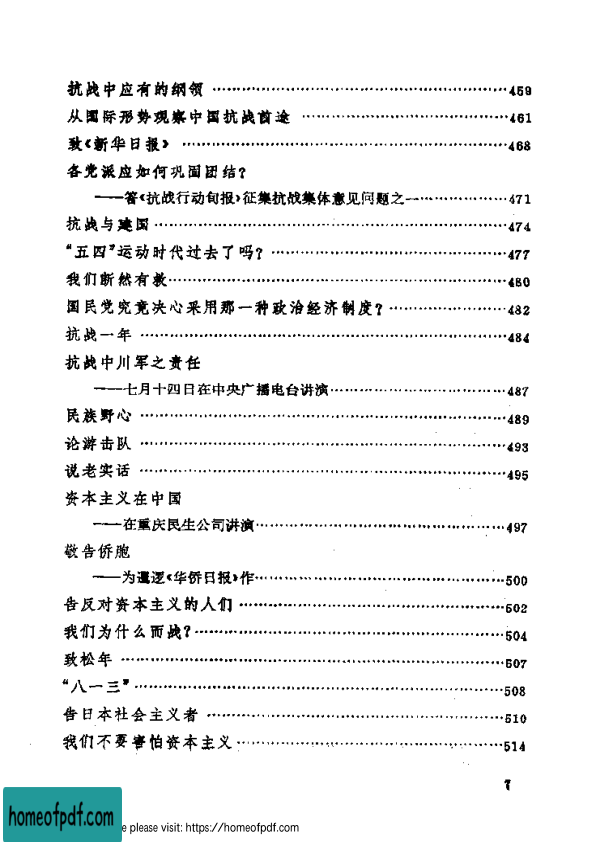 抗战中应有的纲领 ……………………………………459
从国际形势观察中国抗战前途 ……………………461
致《新华日报》 ……………………………………468
各党派应如何巩固团结？
——答《抗战行动旬报》征集抗战集体意见问题之一……………471
抗战与建国……………………………………………474
“五四”运动时代过去了吗？ ………………………477
我们断然有救…………………………………………480
国民党究竟决心采用那一种政治经济制度？ ……………482
抗战一年 ……………………………………………484
抗战中川军之责任
——七月十四日在中央广播电台讲演……………………487
民族野心 ……………………………………………489
论游击队 ……………………………………………493
说老实话 ……………………………………………495
资本主义在中国
——在重庆民生公司讲演……………………………497
敬告侨胞
——为暹逻《华侨日报》作……………………………500
告反对资本主义的人们 ……………………………502
我们为什么而战？……………………………………504
致松年 ………………………………………………507
“八一三”……………………………………………508
告日本社会主义者 …………………………………510
我们不要害怕资本主义………………………………514
7
homeofpdf.com
e please visit: https://homeofpdf.com